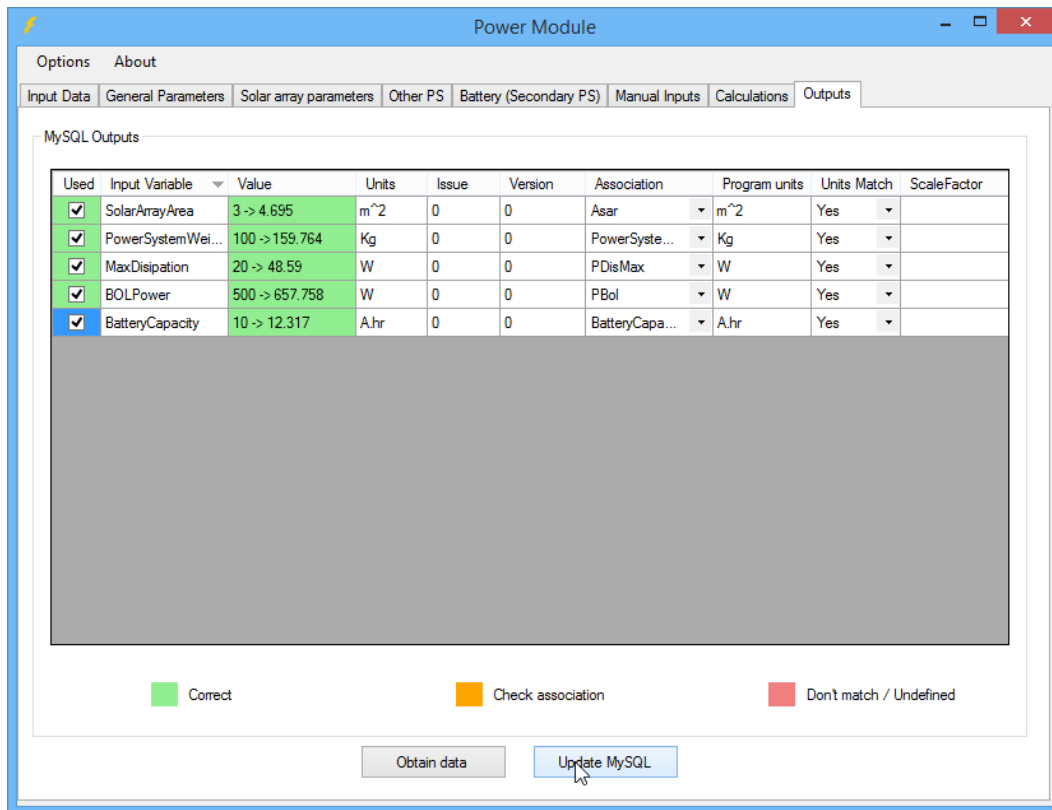 Power Module
Options About
Input Data General Parameters Solar array parameters Other PS Battery (Secondary PS) Manual Inputs Calculations Outputs
MySQL Outputs
Used Input Variable Value Units Issue Version Association Program units Units Match ScaleFactor
SolarArrayArea 3 -> 4.695 m^2 0 0 Asar m^2 Yes
PowerSystemWei... 100 ->159.764 Kg 0 0 PowerSyste... Kg Yes
MaxDisipation 20 -> 48.59 W 0 0 PDisMax W Yes
BOLPower 500 -> 657.758 W 0 0 PBol W Yes
BatteryCapacity 10 -> 12.317 A.hr 0 0 BatteryCapa... A.hr Yes
Correct Check association Don't match / Undefined
Obtain data Update MySQL